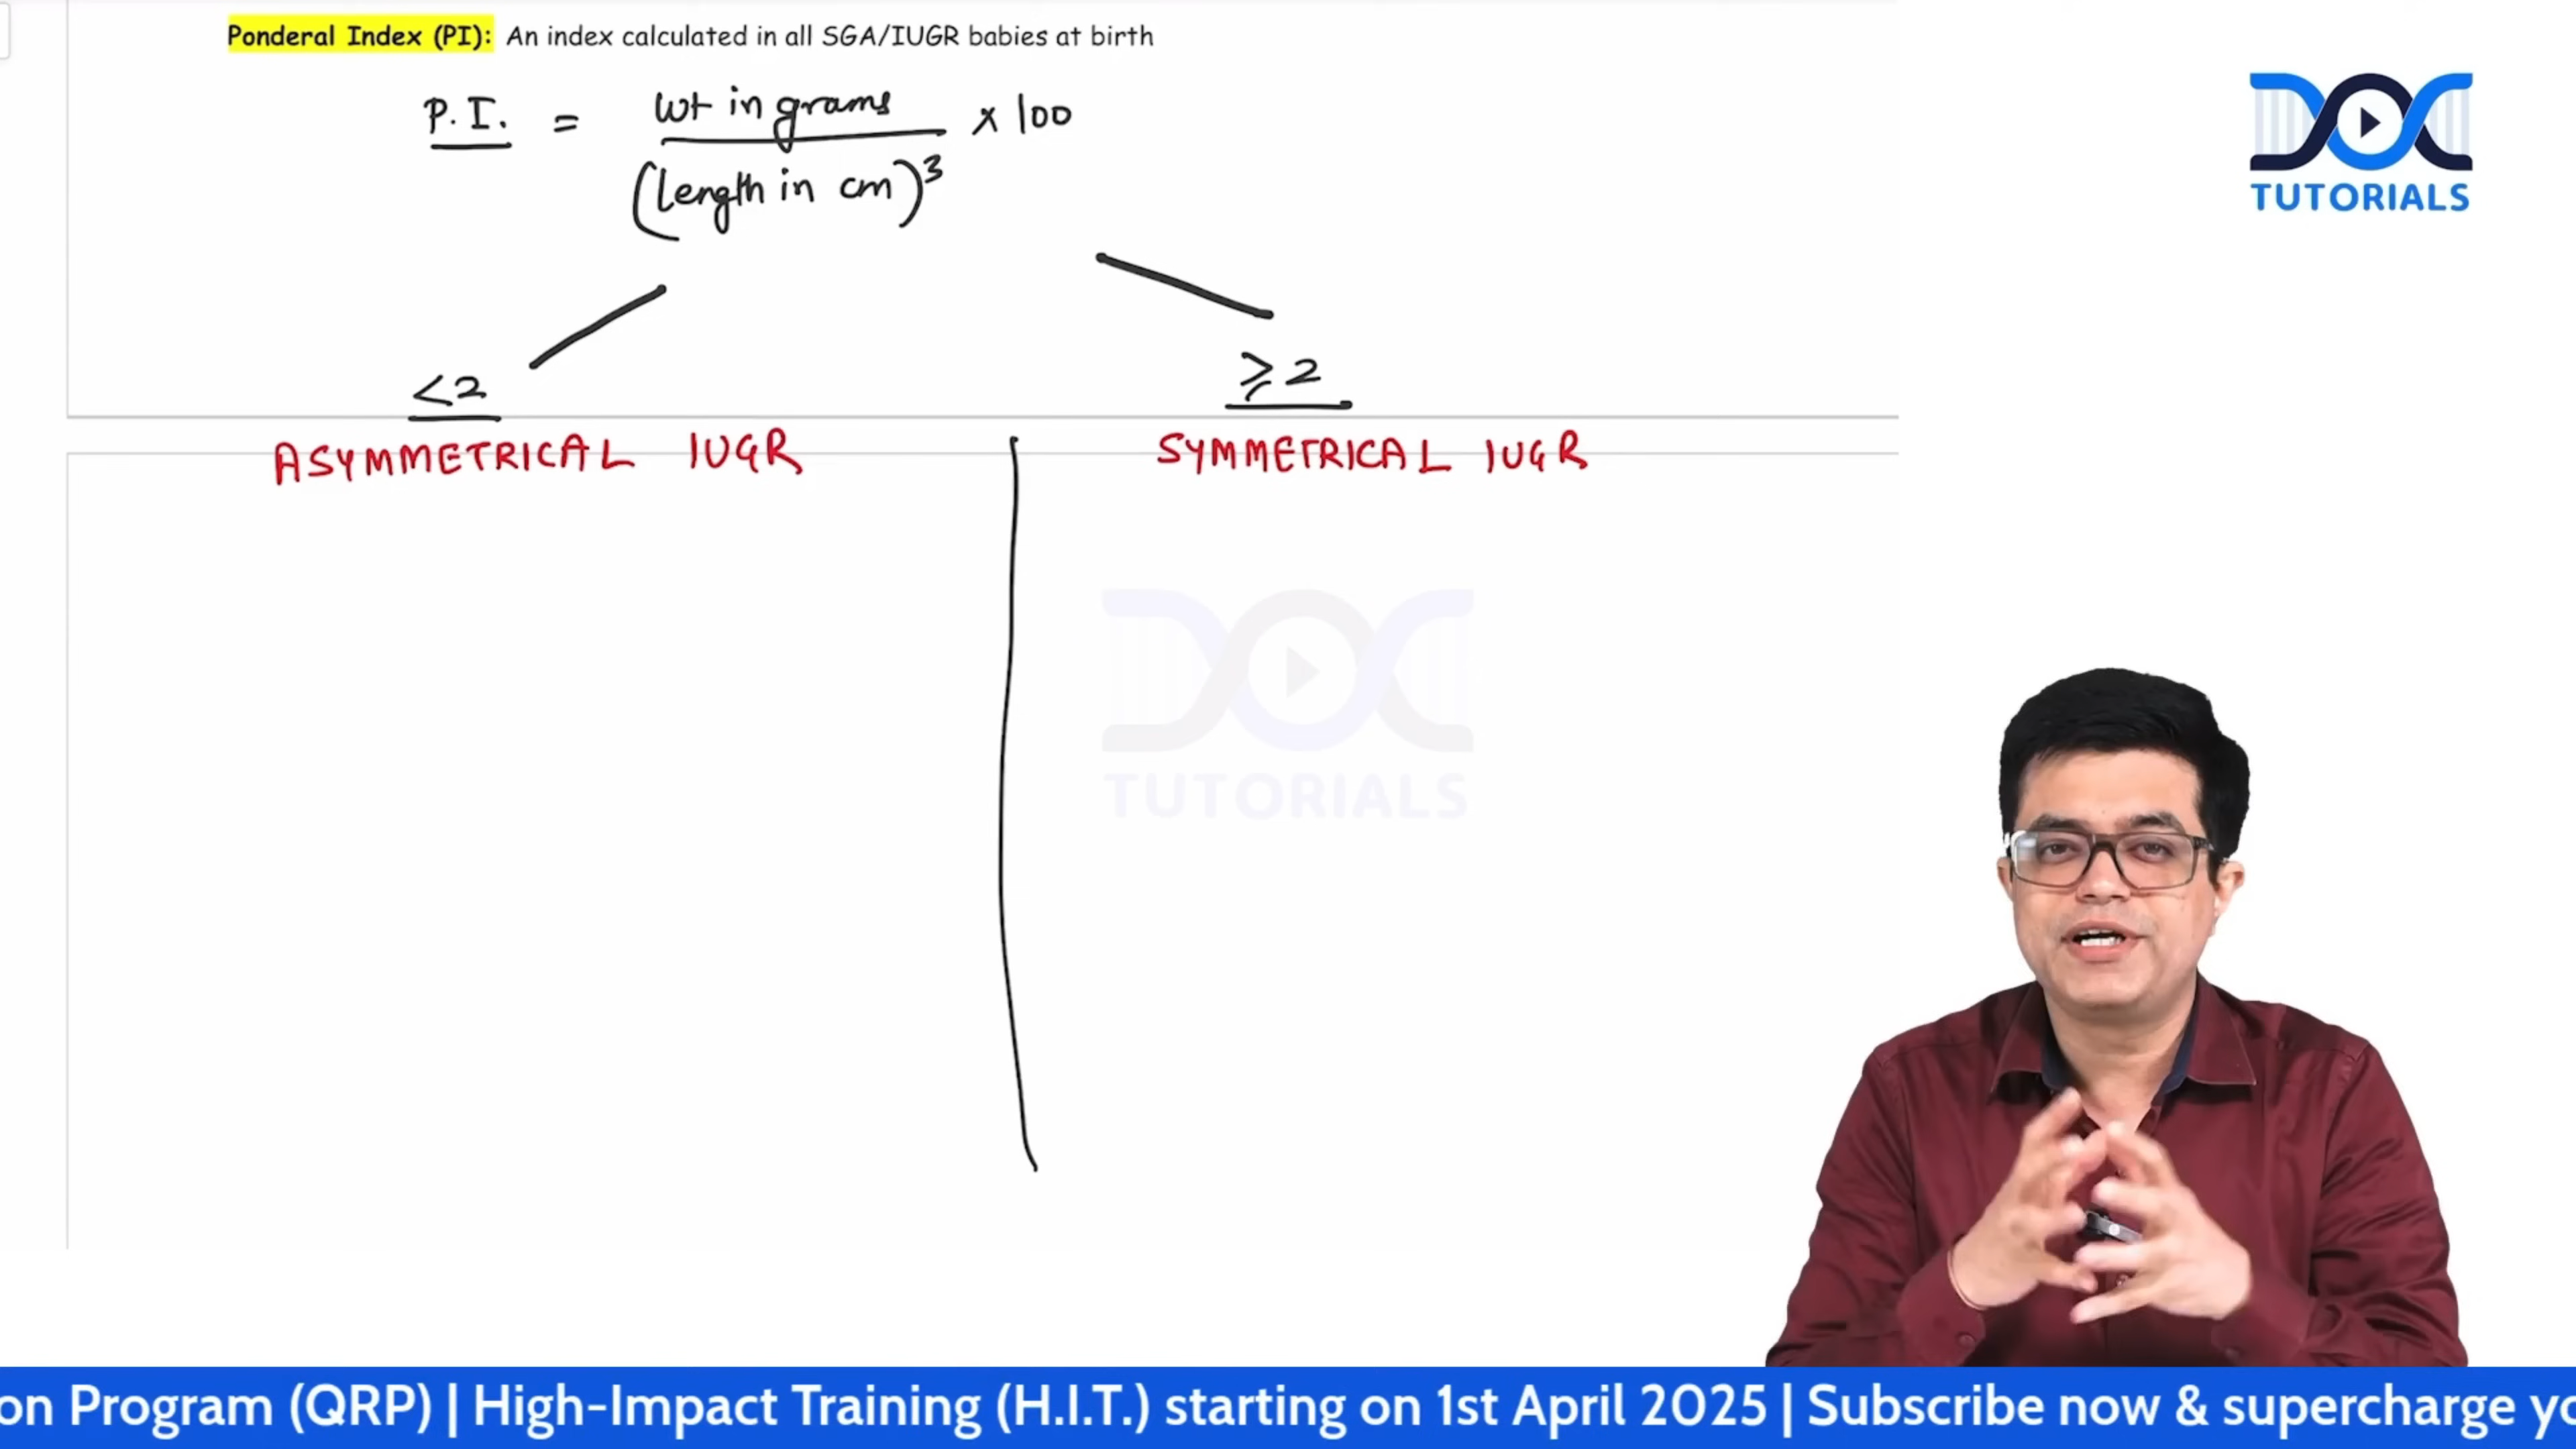 Ponderal Index (PI): An index calculated in all SGA/IUGR babies at birth
P.I. = wt in grams × 100
(length in cm)³
<2
≥2
ASYMMETRICAL IUGR
SYMMETRICAL IUGR
DOC
TUTORIALS
DOC
TUTORIALS
on Program (QRP) | High-Impact Training (H.I.T.) starting on 1st April 2025 | Subscribe now & supercharge yo